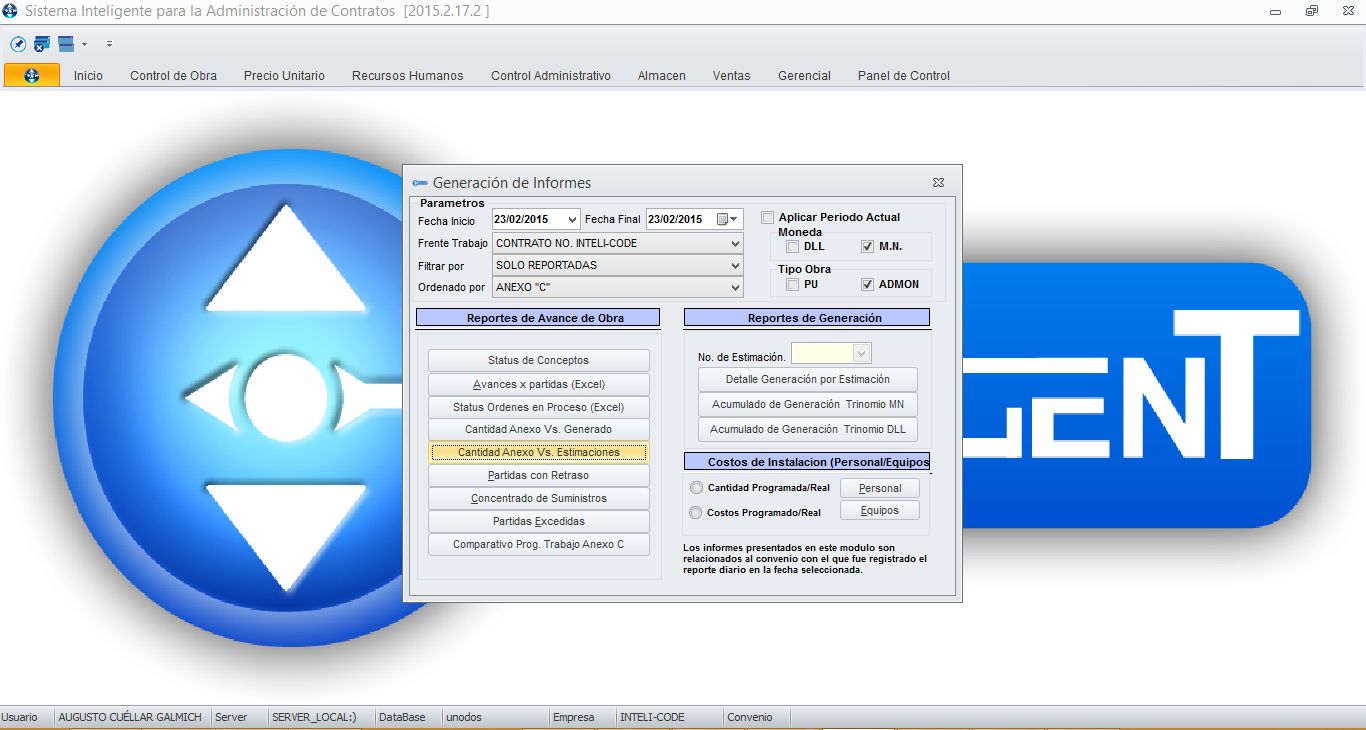 Sistema Inteligente para la Administración de Contratos [2015.2.17.2 ]
Inicio Control de Obra Precio Unitario Recursos Humanos Control Administrativo Almacen Ventas Gerencial Panel de Control
Generación de Informes
Parametros
Fecha Inicio 23/02/2015 Fecha Final 23/02/2015
Frente Trabajo CONTRATO NO. INTELI-CODE
Filtrar por SOLO REPORTADAS
Ordenado por ANEXO "C"
Aplicar Periodo Actual
Moneda
DLL M.N.
Tipo Obra
PU ADMON
Reportes de Avance de Obra
Status de Conceptos
Avances x partidas (Excel)
Status Ordenes en Proceso (Excel)
Cantidad Anexo Vs. Generado
Cantidad Anexo Vs. Estimaciones
Partidas con Retraso
Concentrado de Suministros
Partidas Excedidas
Comparativo Prog. Trabajo Anexo C
Reportes de Generación
No. de Estimación.
Detalle Generación por Estimación
Acumulado de Generación Trinomio MN
Acumulado de Generación Trinomio DLL
Costos de Instalacion (Personal/Equipos
Cantidad Programada/Real Personal
Costos Programado/Real Equipos
Los informes presentados en este modulo son
relacionados al convenio con el que fue registrado el
reporte diario en la fecha seleccionada.
GENT
Usuario AUGUSTO CUÉLLAR GALMICH Server SERVER_LOCAL:) DataBase unodos Empresa INTELI-CODE Convenio